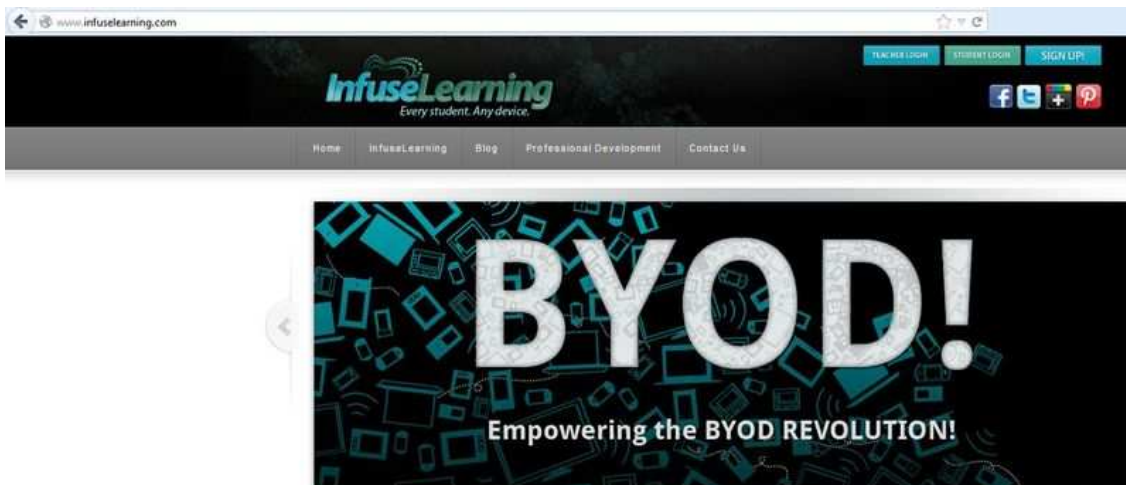 www.infuselearning.com
TEACHER LOGIN STUDENT LOGIN SIGN UP!
InfuseLearning
Every student. Any device.
Home InfuseLearning Blog Professional Development Contact Us
BYOD!
Empowering the BYOD REVOLUTION!